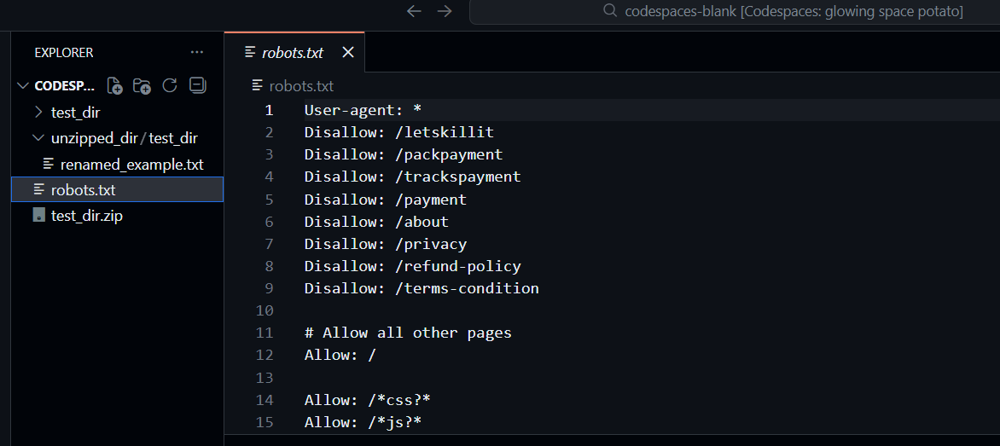 codespaces-blank [Codespaces: glowing space potato]
EXPLORER
CODESP...
test_dir
unzipped_dir/test_dir
renamed_example.txt
robots.txt
test_dir.zip
robots.txt
robots.txt
1 User-agent: *
2 Disallow: /letskillit
3 Disallow: /packpayment
4 Disallow: /trackspayment
5 Disallow: /payment
6 Disallow: /about
7 Disallow: /privacy
8 Disallow: /refund-policy
9 Disallow: /terms-condition
10
11 # Allow all other pages
12 Allow: /
13
14 Allow: /*css?*
15 Allow: /*js?*